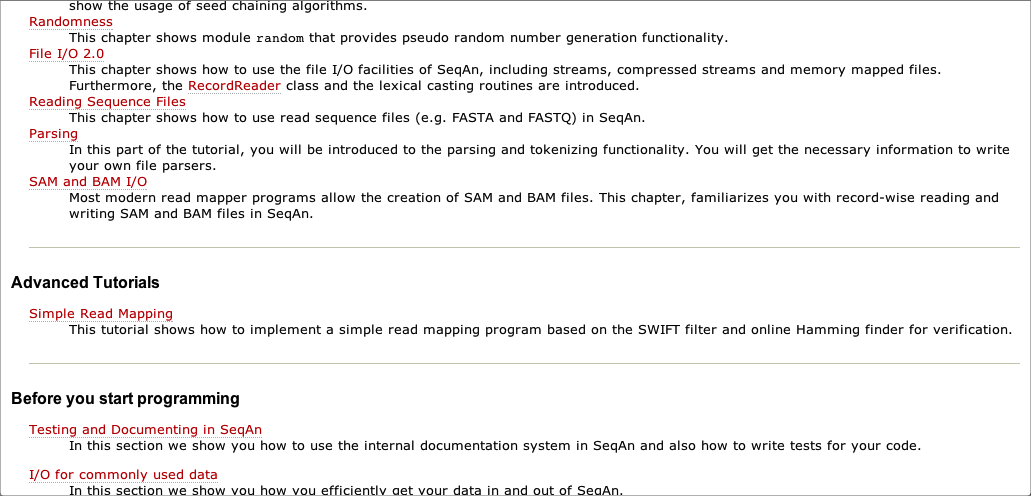 show the usage of seed chaining algorithms.
Randomness
This chapter shows module random that provides pseudo random number generation functionality.
File I/O 2.0
This chapter shows how to use the file I/O facilities of SeqAn, including streams, compressed streams and memory mapped files.
Furthermore, the RecordReader class and the lexical casting routines are introduced.
Reading Sequence Files
This chapter shows how to use read sequence files (e.g. FASTA and FASTQ) in SeqAn.
Parsing
In this part of the tutorial, you will be introduced to the parsing and tokenizing functionality. You will get the necessary information to write
your own file parsers.
SAM and BAM I/O
Most modern read mapper programs allow the creation of SAM and BAM files. This chapter, familiarizes you with record-wise reading and
writing SAM and BAM files in SeqAn.
Advanced Tutorials
Simple Read Mapping
This tutorial shows how to implement a simple read mapping program based on the SWIFT filter and online Hamming finder for verification.
Before you start programming
Testing and Documenting in SeqAn
In this section we show you how to use the internal documentation system in SeqAn and also how to write tests for your code.
I/O for commonly used data
In this section we show you how you efficiently get your data in and out of SeqAn.